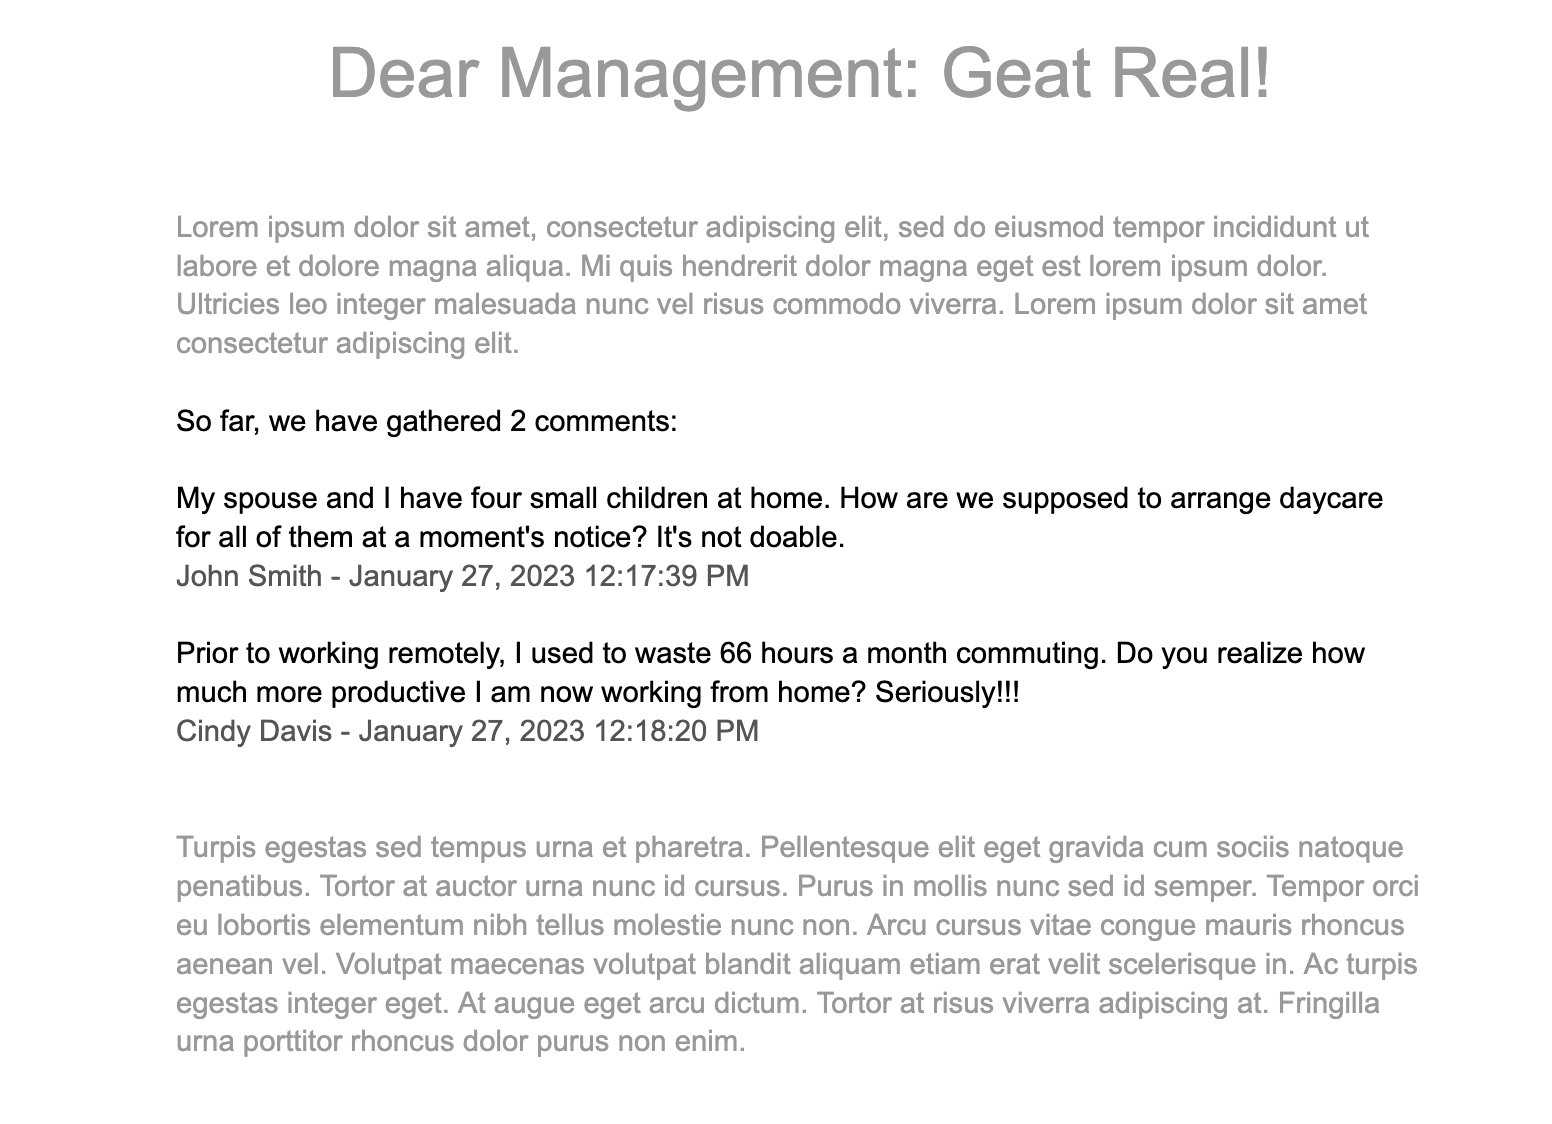 Dear Management: Geat Real!
Lorem ipsum dolor sit amet, consectetur adipiscing elit, sed do eiusmod tempor incididunt ut
labore et dolore magna aliqua. Mi quis hendrerit dolor magna eget est lorem ipsum dolor.
Ultricies leo integer malesuada nunc vel risus commodo viverra. Lorem ipsum dolor sit amet
consectetur adipiscing elit.
So far, we have gathered 2 comments:
My spouse and I have four small children at home. How are we supposed to arrange daycare
for all of them at a moment's notice? It's not doable.
John Smith - January 27, 2023 12:17:39 PM
Prior to working remotely, I used to waste 66 hours a month commuting. Do you realize how
much more productive I am now working from home? Seriously!!!
Cindy Davis - January 27, 2023 12:18:20 PM
Turpis egestas sed tempus urna et pharetra. Pellentesque elit eget gravida cum sociis natoque
penatibus. Tortor at auctor urna nunc id cursus. Purus in mollis nunc sed id semper. Tempor orci
eu lobortis elementum nibh tellus molestie nunc non. Arcu cursus vitae congue mauris rhoncus
aenean vel. Volutpat maecenas volutpat blandit aliquam etiam erat velit scelerisque in. Ac turpis
egestas integer eget. At augue eget arcu dictum. Tortor at risus viverra adipiscing at. Fringilla
urna porttitor rhoncus dolor purus non enim.